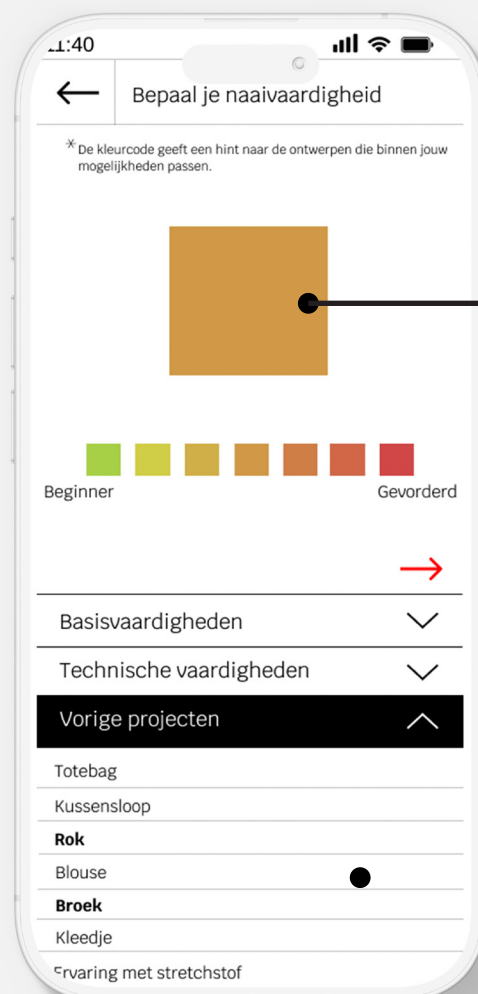 11:40
Bepaal je naaivaardigheid
* De kleurcode geeft een hint naar de ontwerpen die binnen jouw
mogelijkheden passen.
Beginner
Gevorderd
Basisvaardigheden
Technische vaardigheden
Vorige projecten
Totebag
Kussensloop
Rok
Blouse
Broek
Kleedje
Ervaring met stretchstof